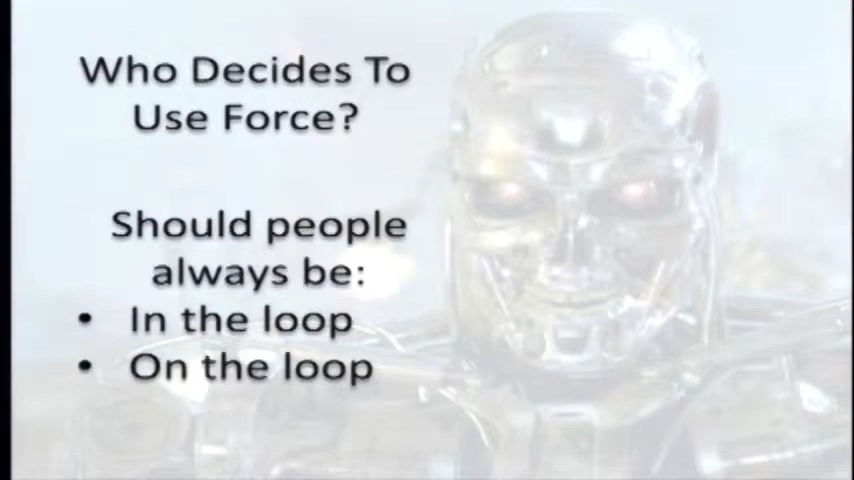 Who Decides To
Use Force?
Should people
always be:
• In the loop
• On the loop